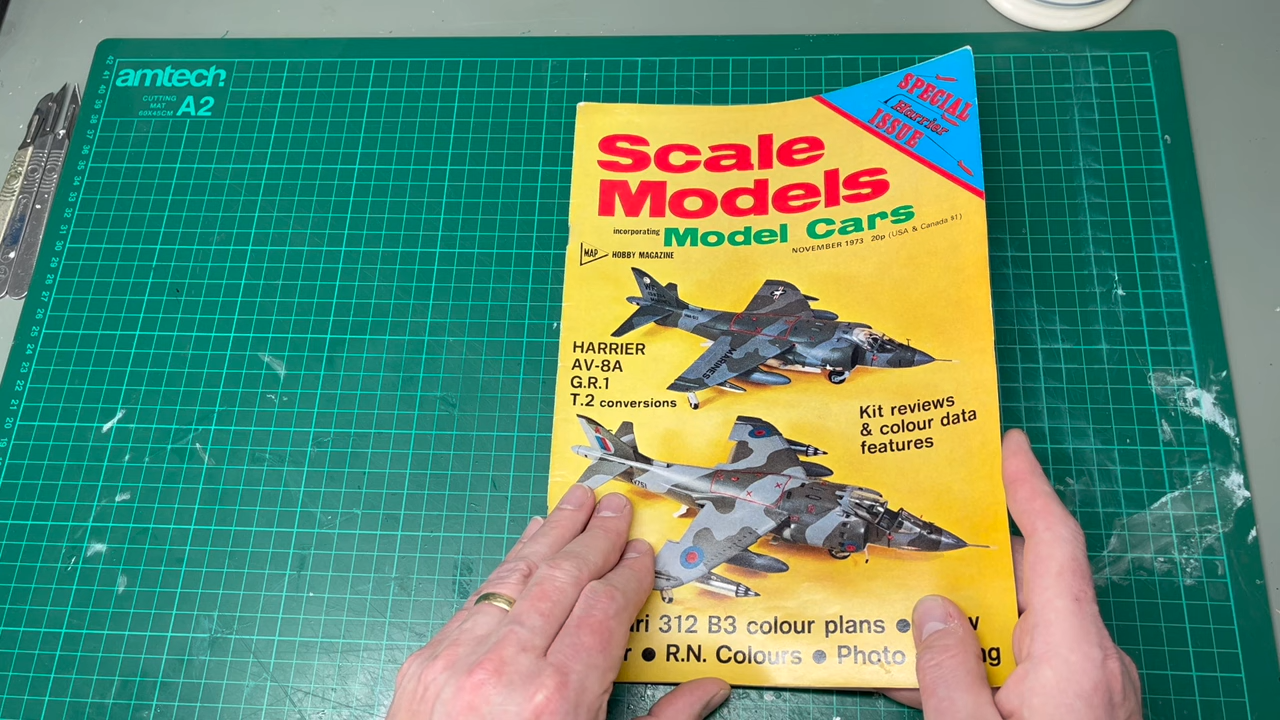 amtech
CUTTING
MAT A2
60X45CM
SPECIAL
Harrier
ISSUE
Scale
Models
incorporating Model Cars
NOVEMBER 1973 20p (USA & Canada $1)
MAP HOBBY MAGAZINE
HARRIER
AV-8A
G.R.1
T.2 conversions
MARINES
Kit reviews
& colour data
features
312 B3 colour plans ●
● R.N. Colours ● Photo